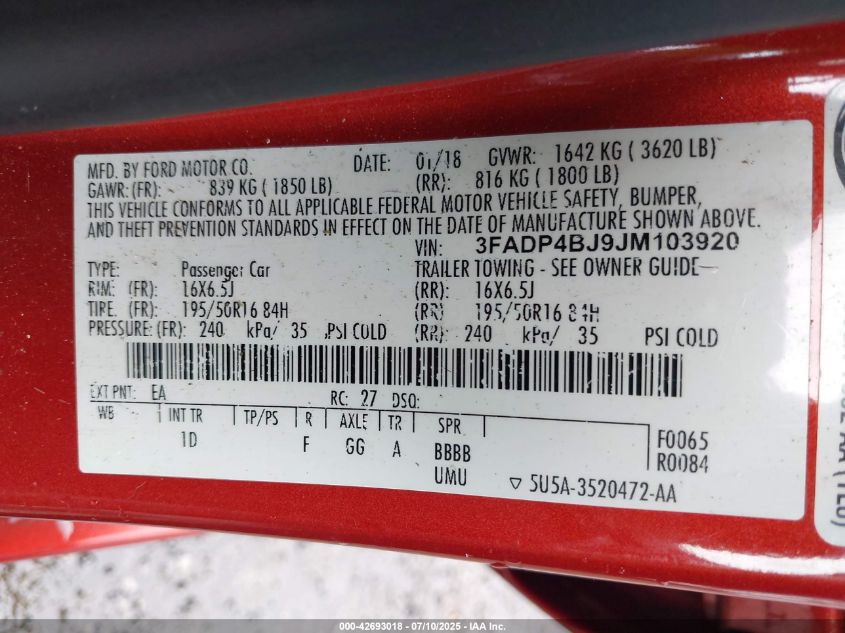 MFD. BY FORD MOTOR CO. DATE: 01/18 GVWR: 1642 KG ( 3620 LB)
GAWR: (FR): 839 KG ( 1850 LB) (RR): 816 KG ( 1800 LB)
THIS VEHICLE CONFORMS TO ALL APPLICABLE FEDERAL MOTOR VEHICLE SAFETY, BUMPER,
AND THEFT PREVENTION STANDARDS IN EFFECT ON THE DATE OF MANUFACTURE SHOWN ABOVE.
VIN: 3FADP4BJ9JM103920
TYPE: Passenger Car TRAILER TOWING - SEE OWNER GUIDE
RIM: (FR): 16X6.5J (RR): 16X6.5J
TIRE. (FR): 195/50R16 84H (RR) 195/50R16 84H
PRESSURE: (FR): 240 kPa/ 35 PSI COLD (RR): 240 kPa/ 35 PSI COLD
EXT PNT: EA RC: 27 DSO:
WB INT TR TP/PS R AXLE TR SPR
1D F GG A BBBB
UMU
F0065
R0084
▽ 5U5A-3520472-AA
000-42693018 - 07/10/2025 - IAA Inc.